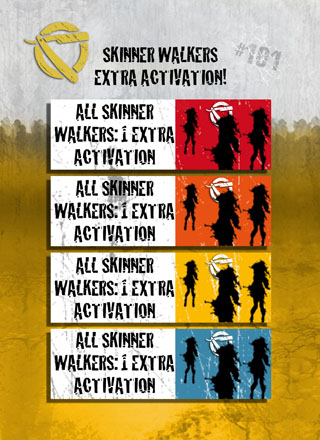 SKINNER WALKERS
EXTRA ACTIVATION!
#101
ALL SKINNER
WALKERS: 1 EXTRA
ACTIVATION
ALL SKINNER
WALKERS: 1 EXTRA
ACTIVATION
ALL SKINNER
WALKERS: 1 EXTRA
ACTIVATION
ALL SKINNER
WALKERS: 1 EXTRA
ACTIVATION